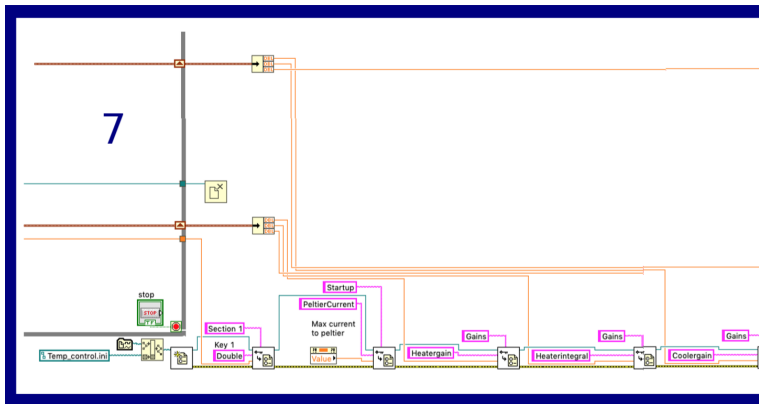 7
stop
STOP
Startup
PeltierCurrent
Section 1
Max current
to peltier
Key 1
Gains
Gains
Gains
Temp_control.ini
Double
Value
Heatergain
Heaterintegral
Coolergain